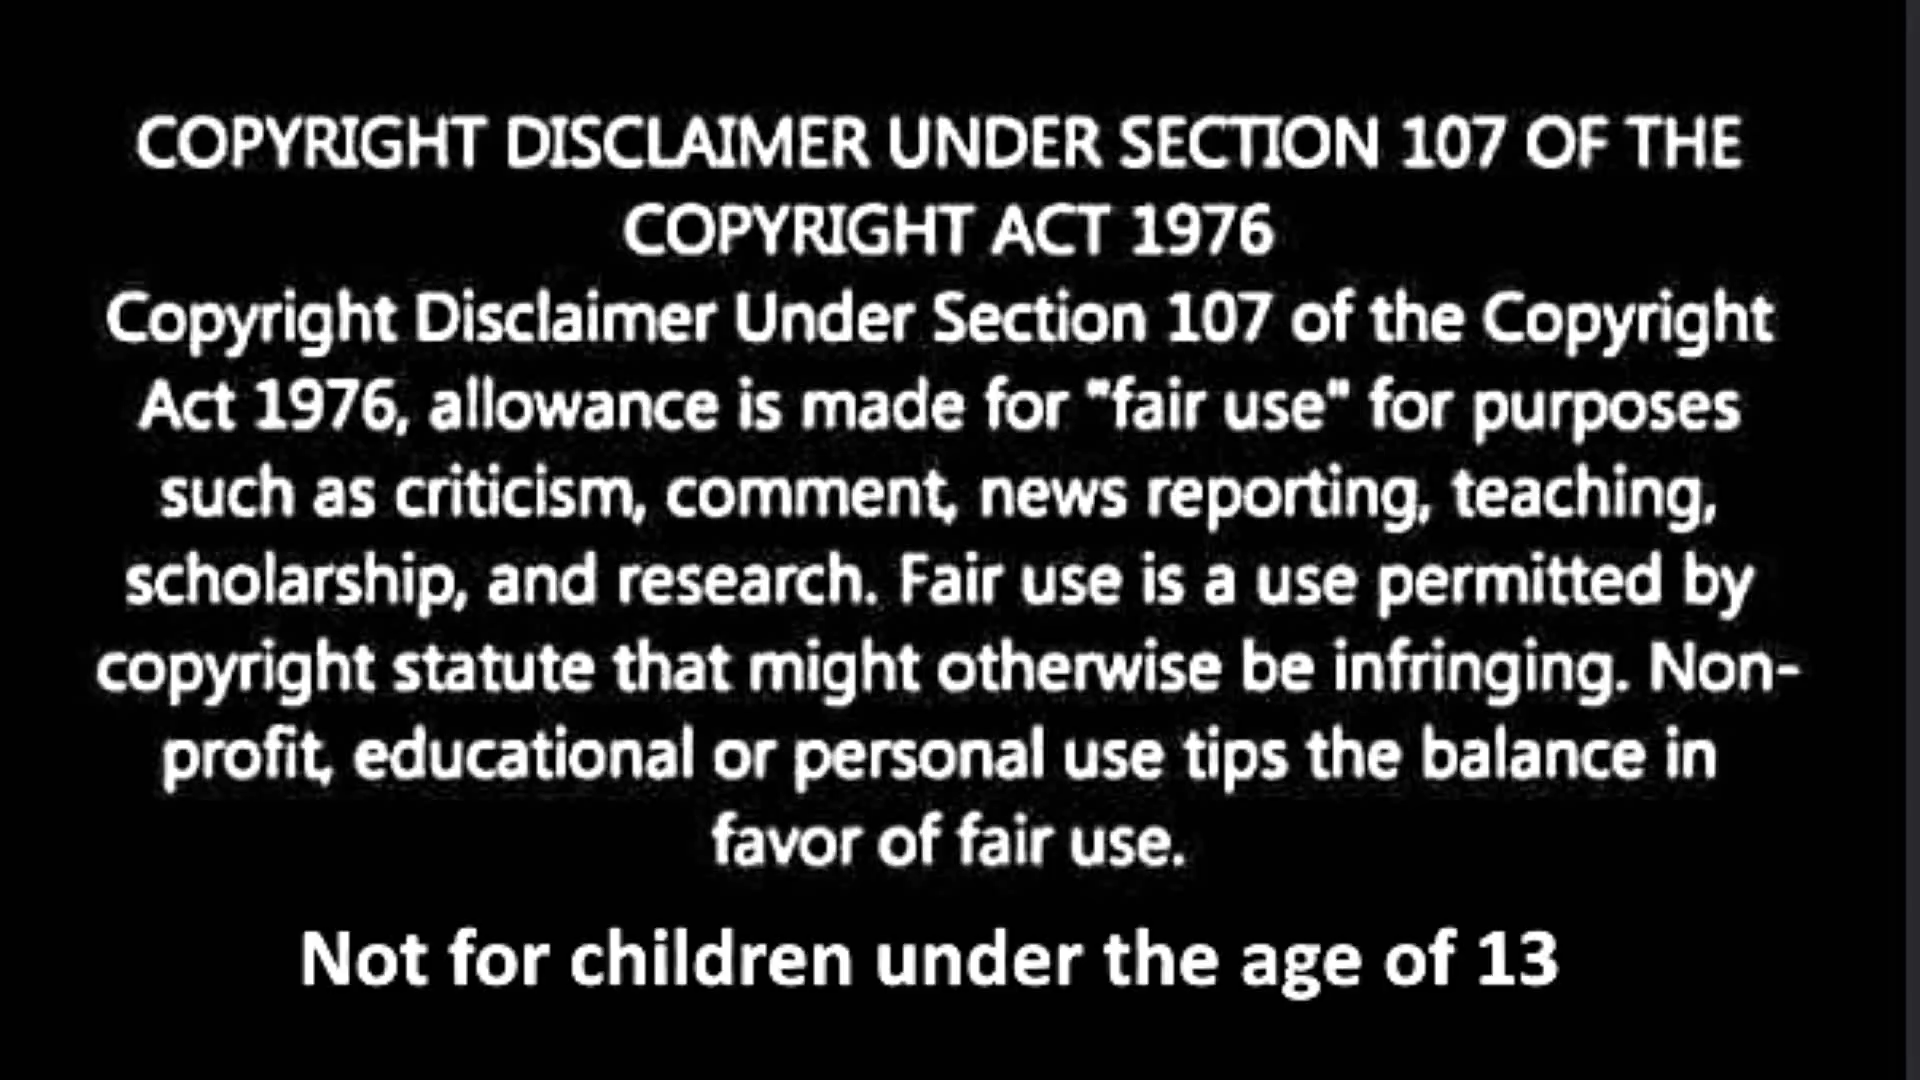 COPYRIGHT DISCLAIMER UNDER SECTION 107 OF THE
COPYRIGHT ACT 1976
Copyright Disclaimer Under Section 107 of the Copyright
Act 1976, allowance is made for "fair use" for purposes
such as criticism, comment, news reporting, teaching,
scholarship, and research. Fair use is a use permitted by
copyright statute that might otherwise be infringing. Non-
profit, educational or personal use tips the balance in
favor of fair use.
Not for children under the age of 13